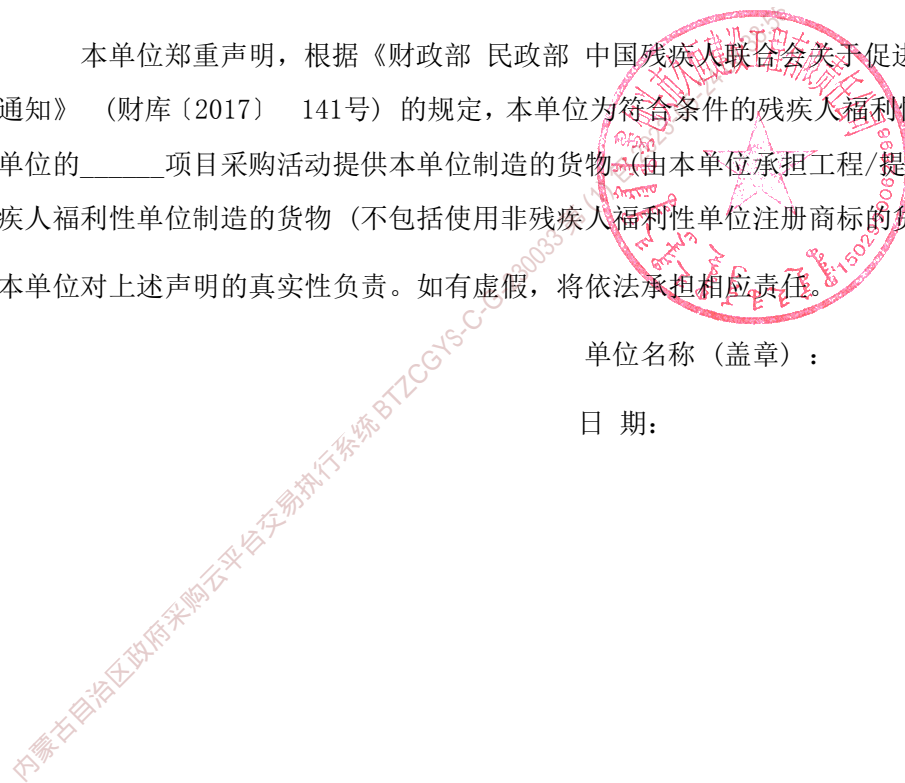 本单位郑重声明，根据《财政部 民政部 中国残疾人联合会关于促进
通知》 （财库〔2017〕 141号）的规定，本单位为符合条件的残疾人福利性
单位的______项目采购活动提供本单位制造的货物（由本单位承担工程/提
疾人福利性单位制造的货物（不包括使用非残疾人福利性单位注册商标的货
本单位对上述声明的真实性负责。如有虚假，将依法承担相应责任。
单位名称（盖章）：
日 期：
内蒙古自治区政府采购云平台交易执行系统 BTZCGYS-C-G-230033